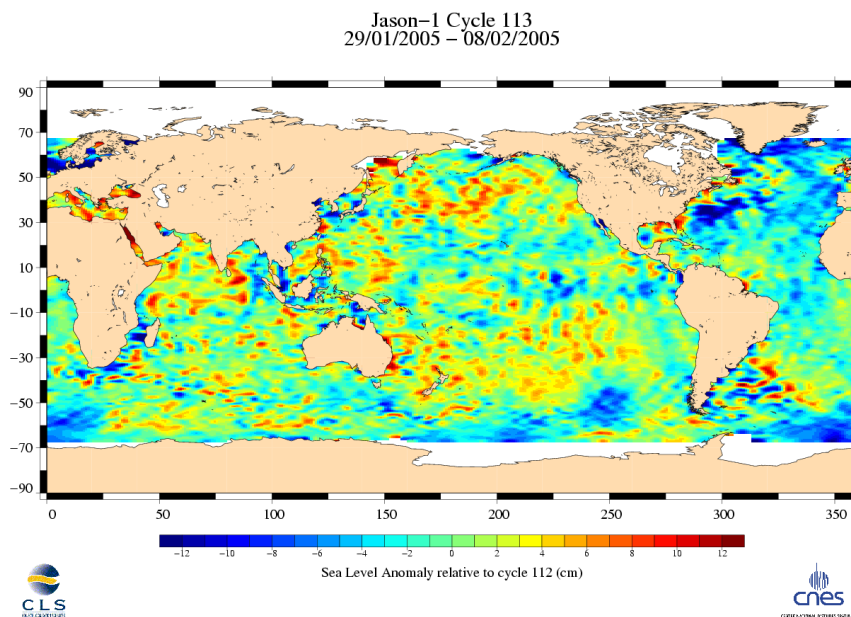 Jason−1 Cycle 113
29/01/2005 − 08/02/2005
90
70
50
30
10
−10
−30
−50
−70
−90
0 50 100 150 200 250 300 350
−12 −10 −8 −6 −4 −2 0 2 4 6 8 10 12
Sea Level Anomaly relative to cycle 112 (cm)
CLS
cnes